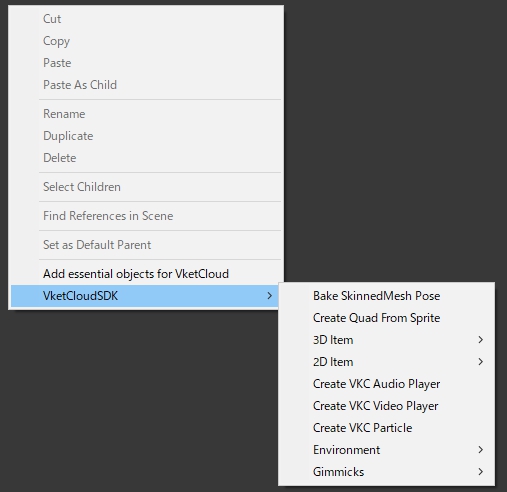 Cut
Copy
Paste
Paste As Child
Rename
Duplicate
Delete
Select Children
Find References in Scene
Set as Default Parent
Add essential objects for VketCloud
VketCloudSDK
Bake SkinnedMesh Pose
Create Quad From Sprite
3D Item
2D Item
Create VKC Audio Player
Create VKC Video Player
Create VKC Particle
Environment
Gimmicks